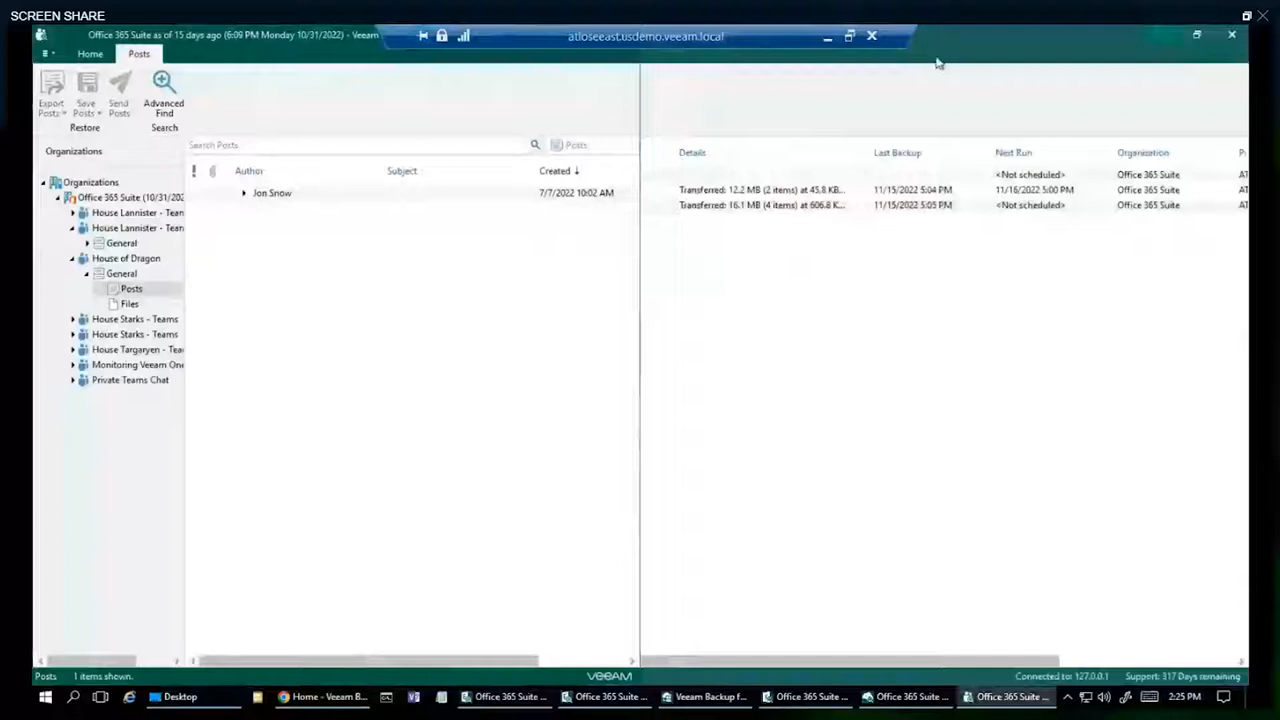 SCREEN SHARE
Office 365 Suite as of 15 days ago (6:09 PM Monday 10/31/2022) - Veeam
atloseeast.usdemo.veeam.local
Home
Posts
Export Posts
Save Posts
Send Posts
Advanced Find
Restore
Search
Organizations
Search Posts
Posts
Details
Last Backup
Next Run
Organization
Author
Subject
Created
<Not scheduled>
Office 365 Suite
Organizations
Jon Snow
7/7/2022 10:02 AM
Transferred: 12.2 MB (2 items) at 45.8 KB...
11/15/2022 5:04 PM
11/16/2022 5:00 PM
Office 365 Suite
Office 365 Suite (10/31/202
Transferred: 16.1 MB (4 items) at 606.8 K...
11/15/2022 5:05 PM
<Not scheduled>
Office 365 Suite
House Lannister - Tean
House Lannister - Tean
General
House of Dragon
General
Posts
Files
House Starks - Teams
House Starks - Teams
House Targaryen - Tea
Monitoring Veeam One
Private Teams Chat
Posts
1 items shown.
VEEAM
Connected to: 127.0.0.1
Support: 317 Days remaining
Desktop
Home - Veeam B...
Office 365 Suite ...
Office 365 Suite ...
Veeam Backup f...
Office 365 Suite ...
Office 365 Suite ...
Office 365 Suite ...
2:25 PM